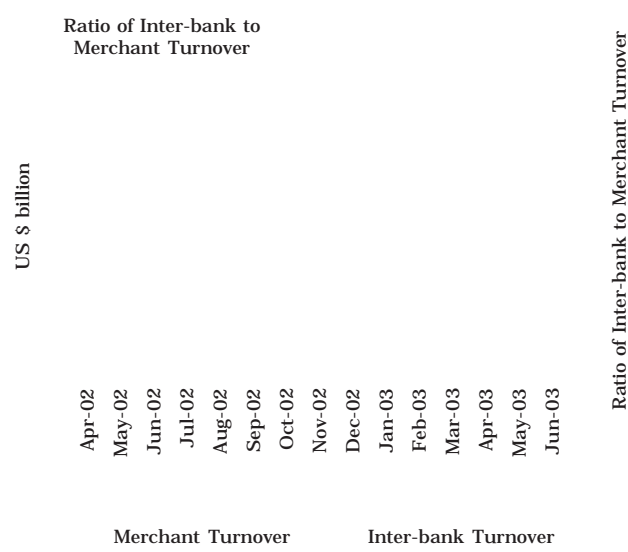 Ratio of Inter-bank to
Merchant Turnover
US $ billion
Ratio of Inter-bank to Merchant Turnover
Apr-02
May-02
Jun-02
Jul-02
Aug-02
Sep-02
Oct-02
Nov-02
Dec-02
Jan-03
Feb-03
Mar-03
Apr-03
May-03
Jun-03
Merchant Turnover
Inter-bank Turnover